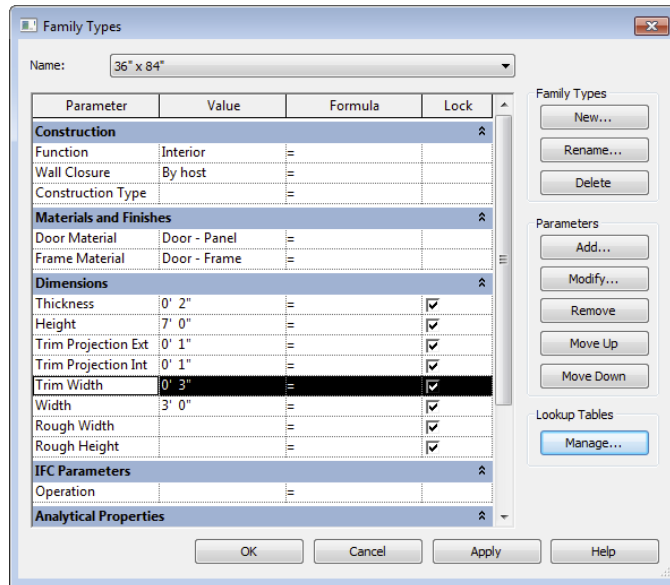 Family Types
Name: 36" x 84"
Parameter Value Formula Lock
Construction
Function Interior =
Wall Closure By host =
Construction Type =
Materials and Finishes
Door Material Door - Panel =
Frame Material Door - Frame =
Dimensions
Thickness 0' 2" =
Height 7' 0" =
Trim Projection Ext 0' 1" =
Trim Projection Int 0' 1" =
Trim Width 0' 3" =
Width 3' 0" =
Rough Width =
Rough Height =
IFC Parameters
Operation =
Analytical Properties
Family Types
New...
Rename...
Delete
Parameters
Add...
Modify...
Remove
Move Up
Move Down
Lookup Tables
Manage...
OK Cancel Apply Help